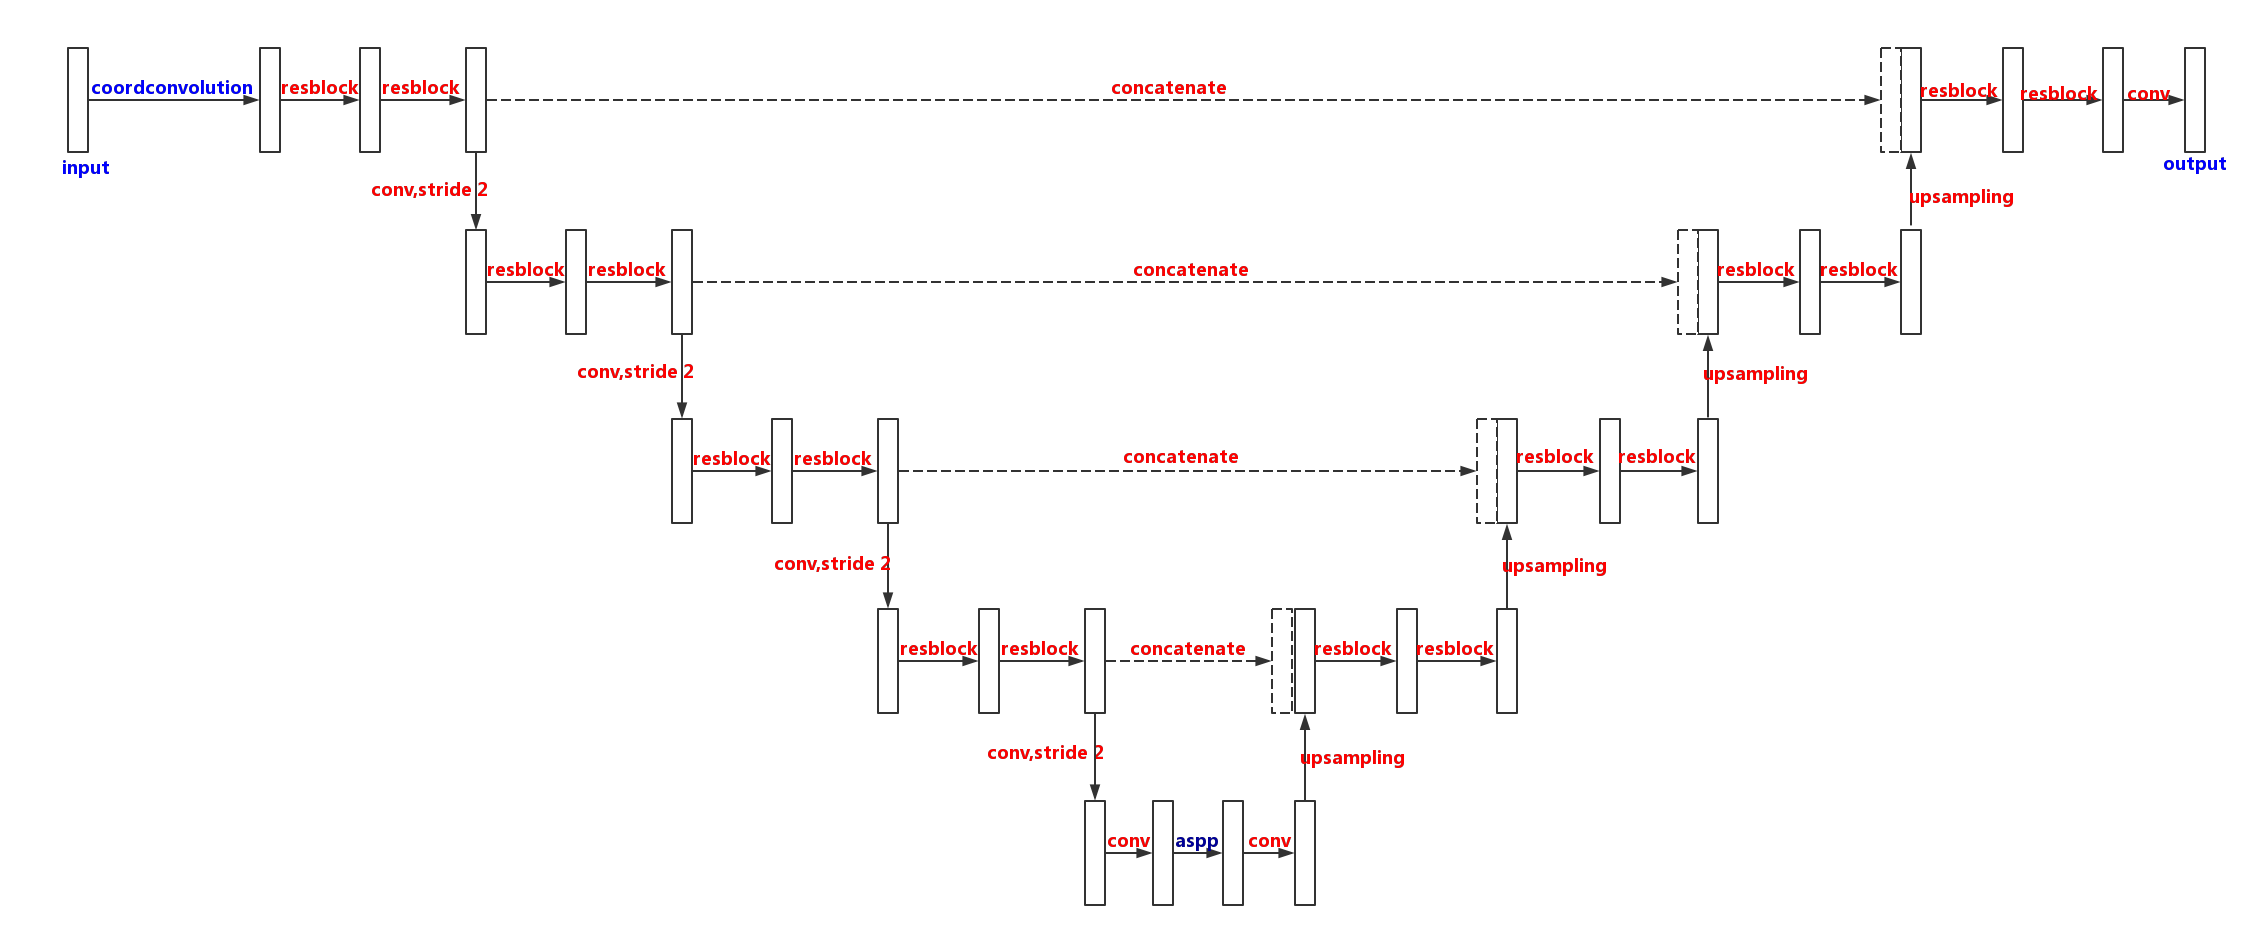 coordconvolution
resblock
resblock
concatenate
resblock
resblock
conv
input
output
conv,stride 2
upsampling
resblock
resblock
concatenate
resblock
resblock
conv,stride 2
upsampling
resblock
resblock
concatenate
resblock
resblock
conv,stride 2
upsampling
resblock
resblock
concatenate
resblock
resblock
conv,stride 2
upsampling
conv
aspp
conv